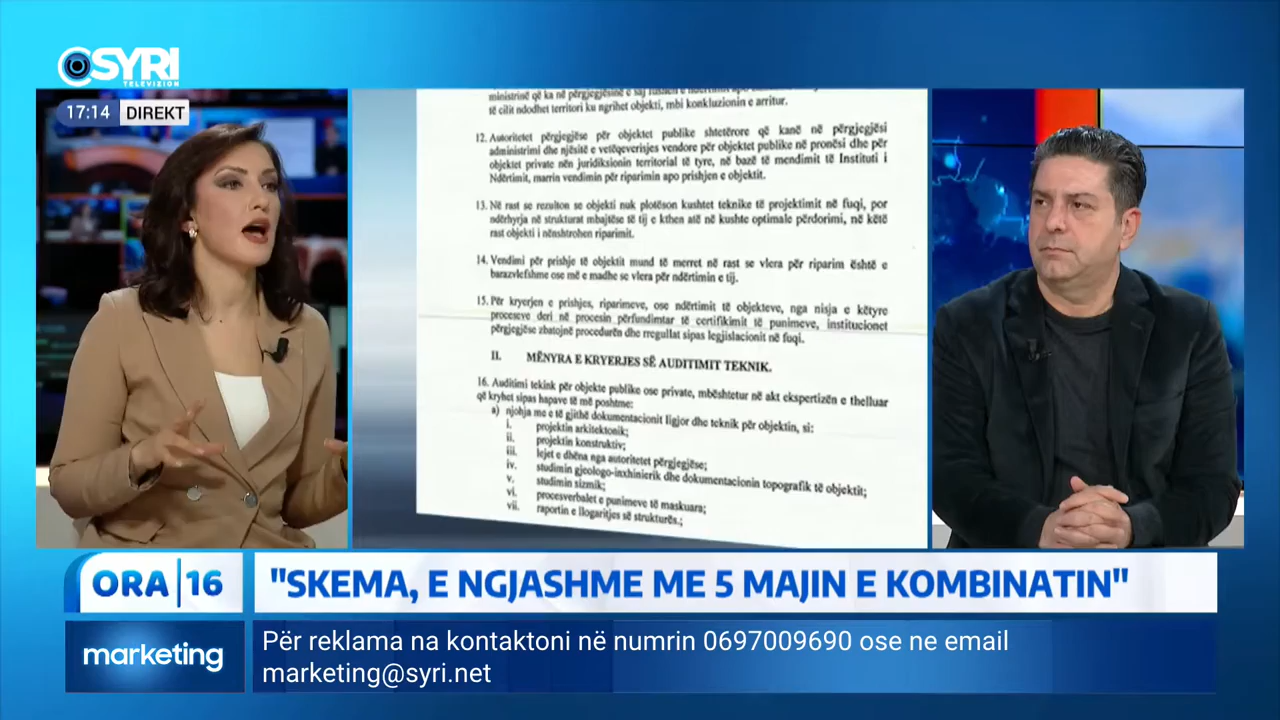 SYRI
TELEVIZION
17:14 DIREKT
ministrinë që ka në përgjegjësinë e saj
të cilit ndodhet territori ku ngrihet objekti, mbi konkluzionin e arritur.
12. Autoritetet përgjegjëse për objektet publike shtetërore që kanë në përgjegjësi
administrimi dhe njësitë e vetëqeverisjes vendore për objektet publike në pronësi dhe për
objektet private nën juridiksionin territorial të tyre, në bazë të mendimit të Instituti i
Ndërtimit, marrin vendimin për riparimin apo prishjen e objektit.
13. Në rast se rezulton se objekti nuk plotëson kushtet teknike të projektimit në fuqi, por
ndërhyrja në strukturat mbajtëse të tij e kthen atë në kushte optimale përdorimi, në këtë
rast objekti i nënshtrohen riparimit.
14. Vendimi për prishje të objektit mund të merret në rast se vlera për riparim është e
barazvlefshme ose më e madhe se vlera për ndërtimin e tij.
15. Për kryerjen e prishjes, riparimeve, ose ndërtimit të objekteve, nga nisja e këtyre
proceseve deri në procesin përfundimtar të certifikimit të punimeve, institucionet
përgjegjëse zbatojnë procedurën dhe rregullat sipas legjislacionit në fuqi.
II. MËNYRA E KRYERJES SË AUDITIMIT TEKNIK.
16. Auditimi tekink për objekte publike ose private, mbështetur në akt ekspertizën e thelluar
që kryhet sipas hapave të më poshtme:
a) njohja me e të gjithë dokumentacionit ligjor dhe teknik për objektin, si:
i. projektin arkitektonik;
ii. projektin konstruktiv;
iii. lejet e dhëna nga autoritetet përgjegjëse;
iv. studimin gjeologo-inxhinierik dhe dokumentacionin topografik të objektit;
v. studimin sizmik;
vi. procesverbalet e punimeve të maskuara;
vii. raportin e llogaritjes së strukturës.;
ORA 16
"SKEMA, E NGJASHME ME 5 MAJIN E KOMBINATIN"
marketing
Për reklama na kontaktoni në numrin 0697009690 ose ne email
marketing@syri.net